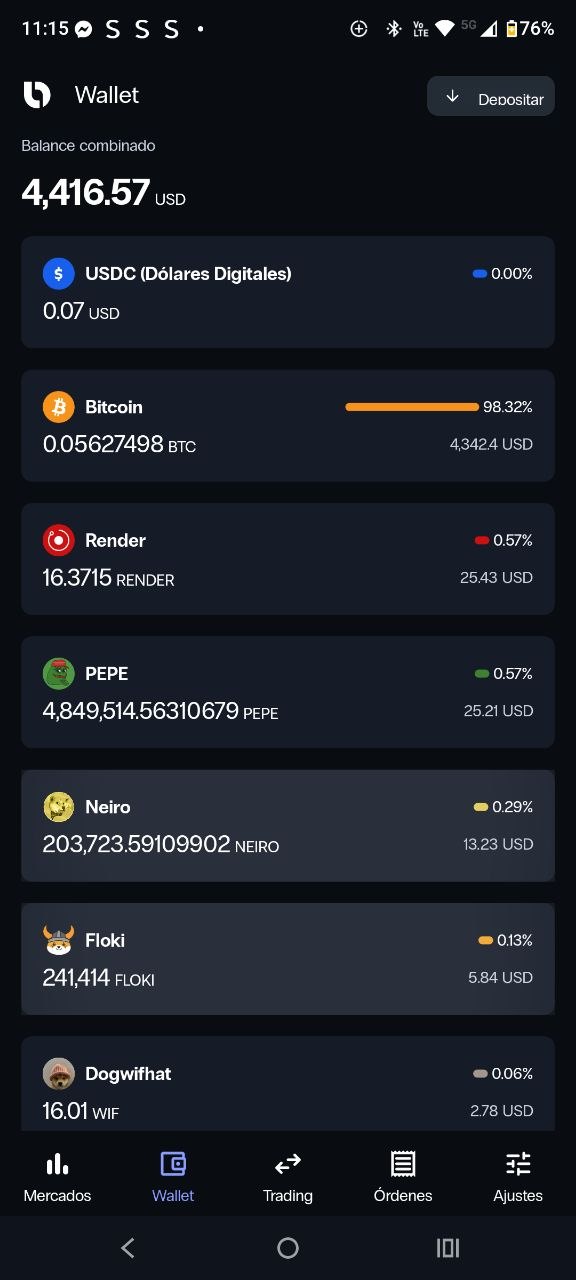 11:15 S S S • Vo LTE 5G 76%
Wallet
Depositar
Balance combinado
4,416.57 USD
$ USDC (Dólares Digitales) 0.00%
0.07 USD
Bitcoin 98.32%
0.05627498 BTC 4,342.4 USD
Render 0.57%
16.3715 RENDER 25.43 USD
PEPE 0.57%
4,849,514.56310679 PEPE 25.21 USD
Neiro 0.29%
203,723.59109902 NEIRO 13.23 USD
Floki 0.13%
241,414 FLOKI 5.84 USD
Dogwifhat 0.06%
16.01 WIF 2.78 USD
Mercados Wallet Trading Órdenes Ajustes